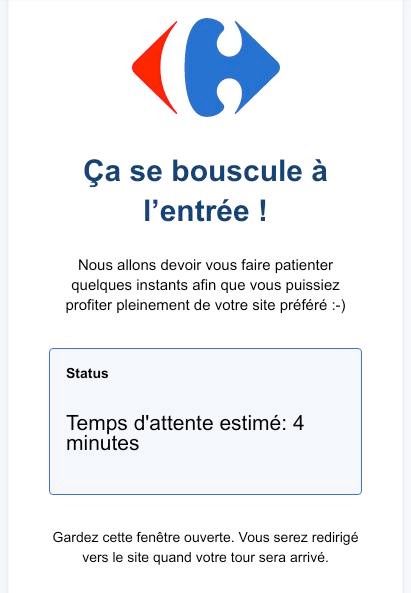 Ça se bouscule à
l’entrée !
Nous allons devoir vous faire patienter
quelques instants afin que vous puissiez
profiter pleinement de votre site préféré :-)
Status
Temps d'attente estimé: 4
minutes
Gardez cette fenêtre ouverte. Vous serez redirigé
vers le site quand votre tour sera arrivé.